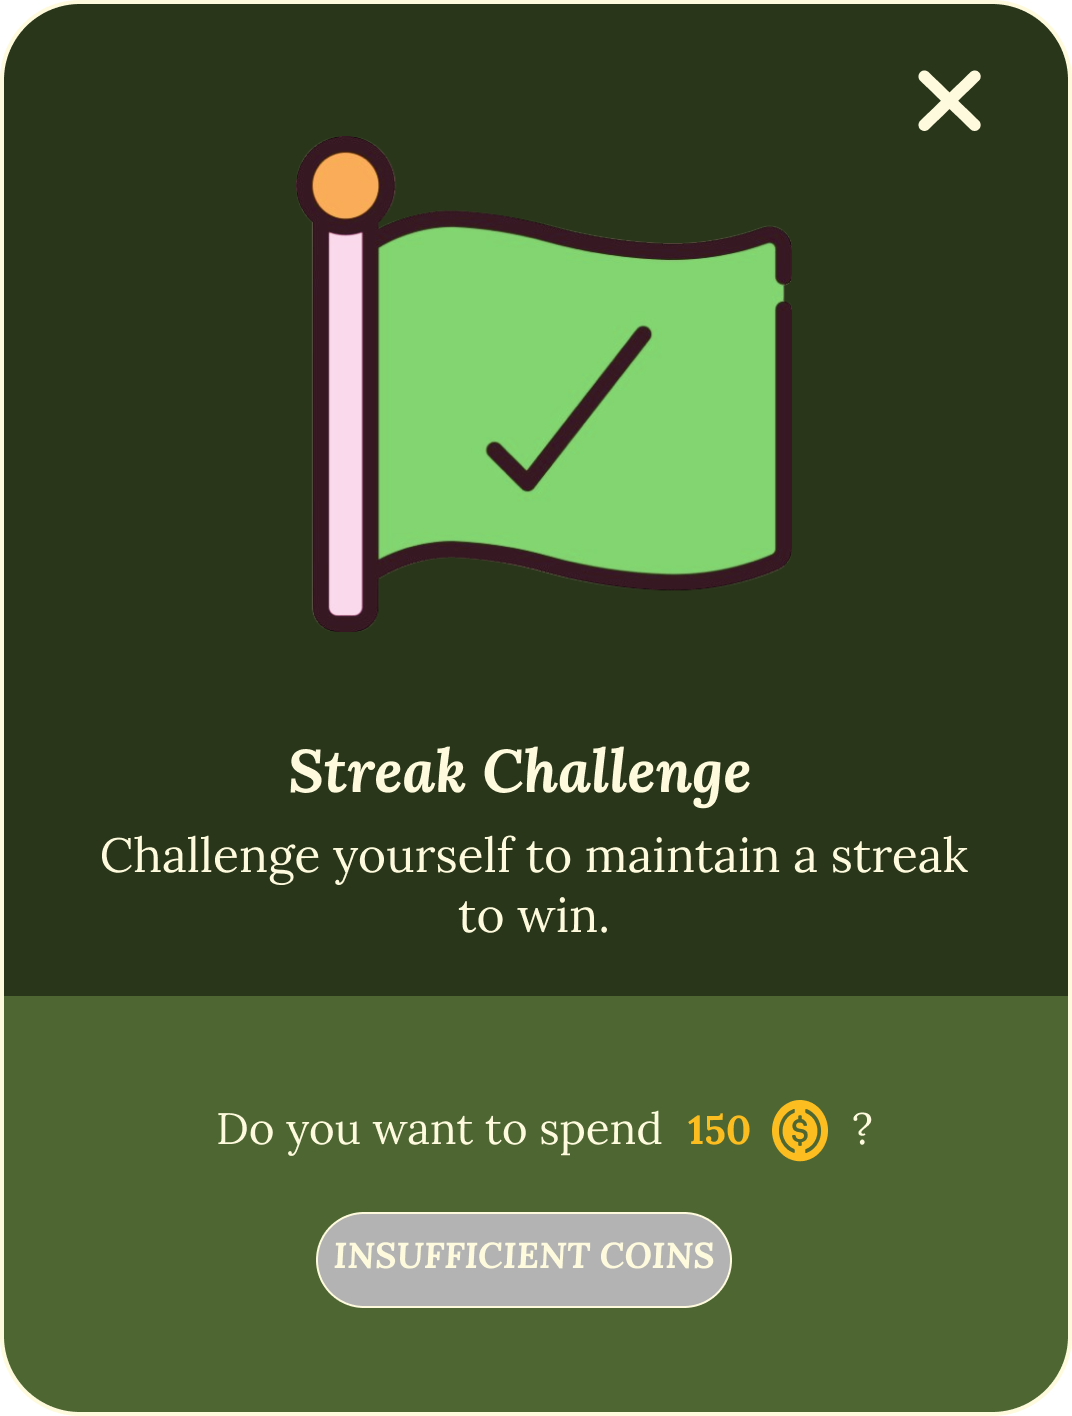 Streak Challenge
Challenge yourself to maintain a streak
to win.
Do you want to spend 150 $ ?
INSUFFICIENT COINS